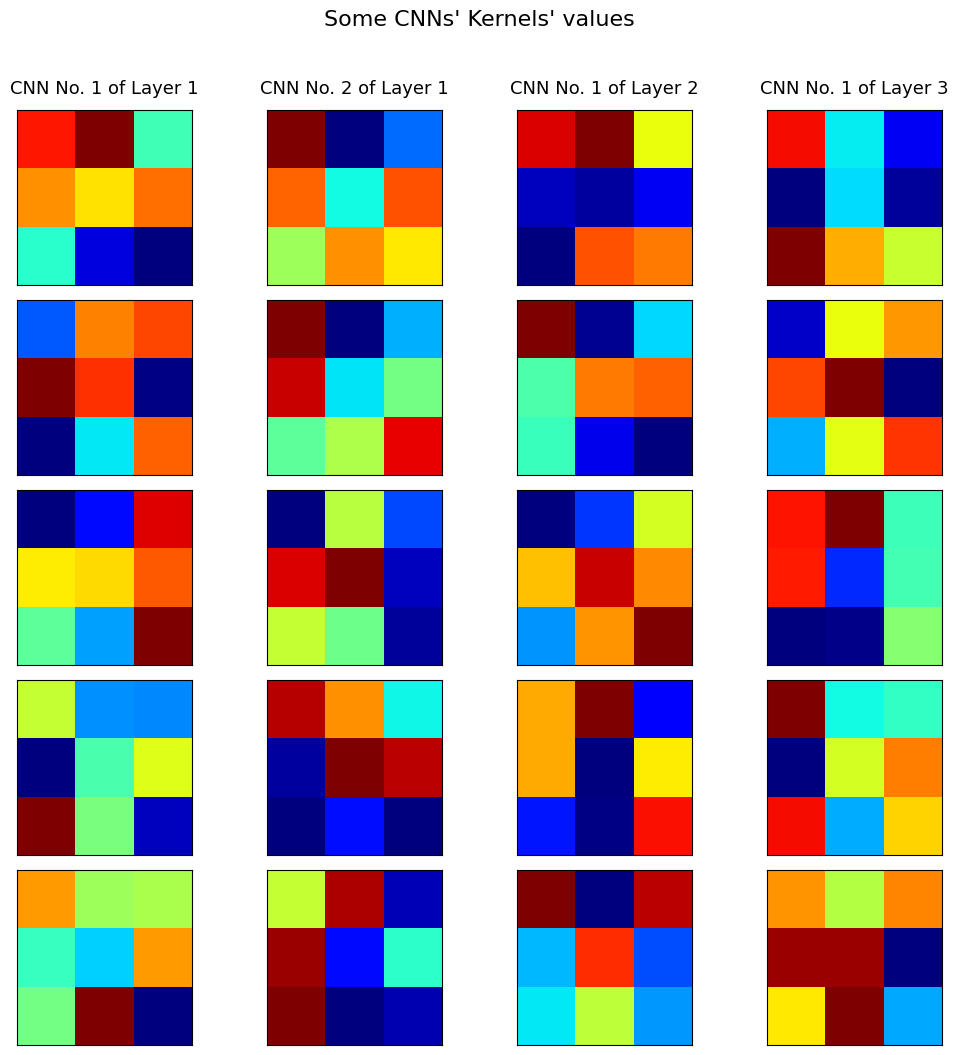 Some CNNs' Kernels' values
CNN No. 1 of Layer 1
CNN No. 2 of Layer 1
CNN No. 1 of Layer 2
CNN No. 1 of Layer 3